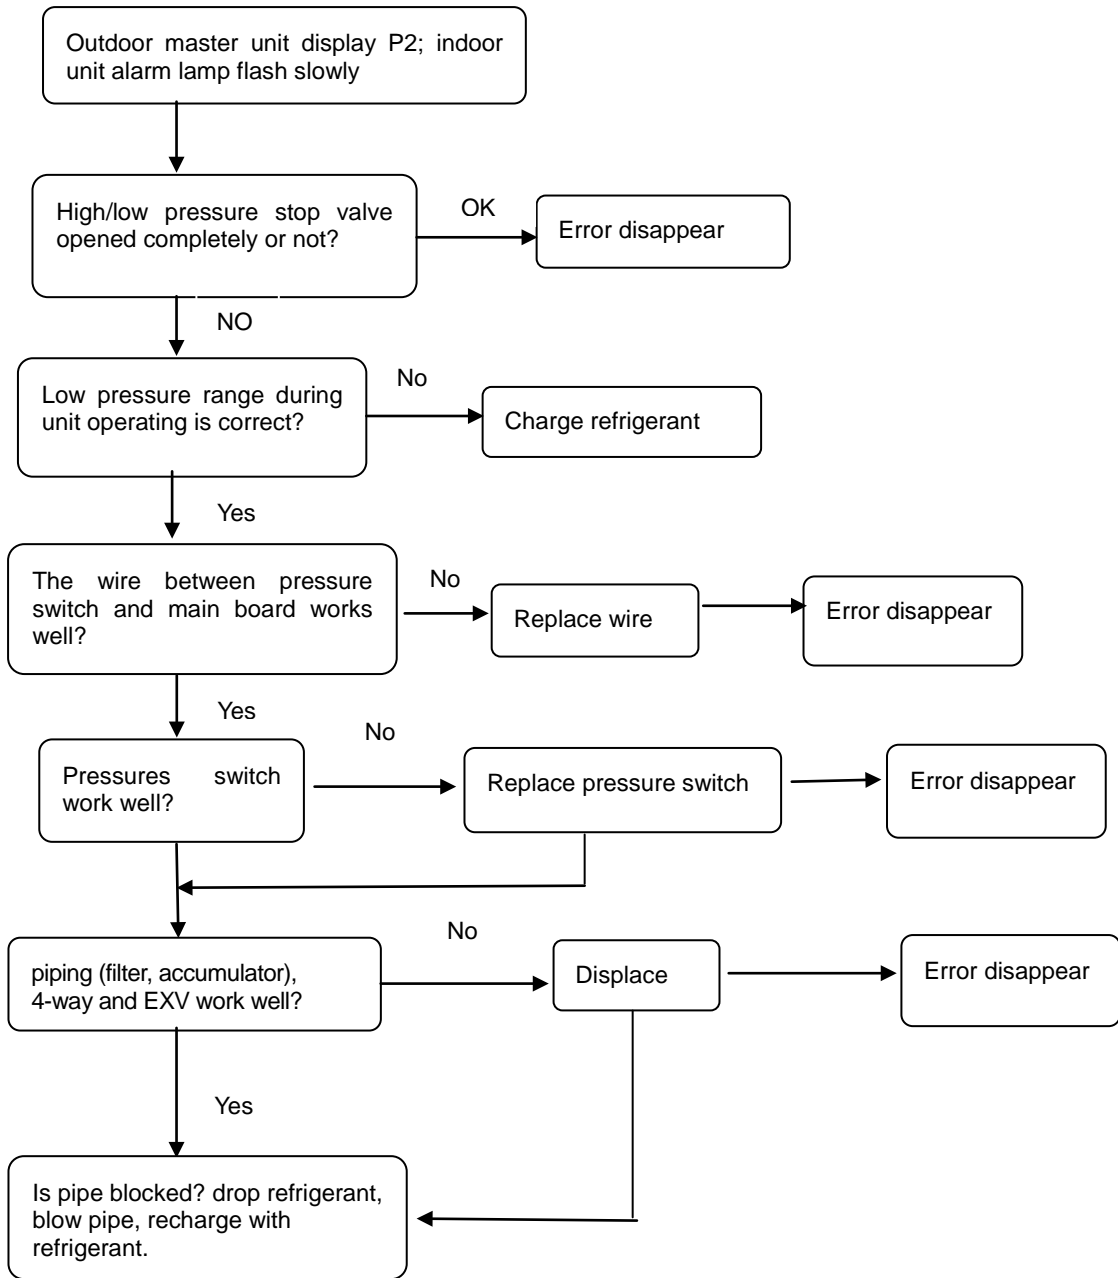 Outdoor master unit display P2; indoor
unit alarm lamp flash slowly
High/low pressure stop valve
opened completely or not?
OK
Error disappear
NO
Low pressure range during
unit operating is correct?
No
Charge refrigerant
Yes
The wire between pressure
switch and main board works
well?
No
Replace wire
Error disappear
Yes
Pressures switch
work well?
No
Replace pressure switch
Error disappear
piping (filter, accumulator),
4-way and EXV work well?
No
Displace
Error disappear
Yes
Is pipe blocked? drop refrigerant,
blow pipe, recharge with
refrigerant.